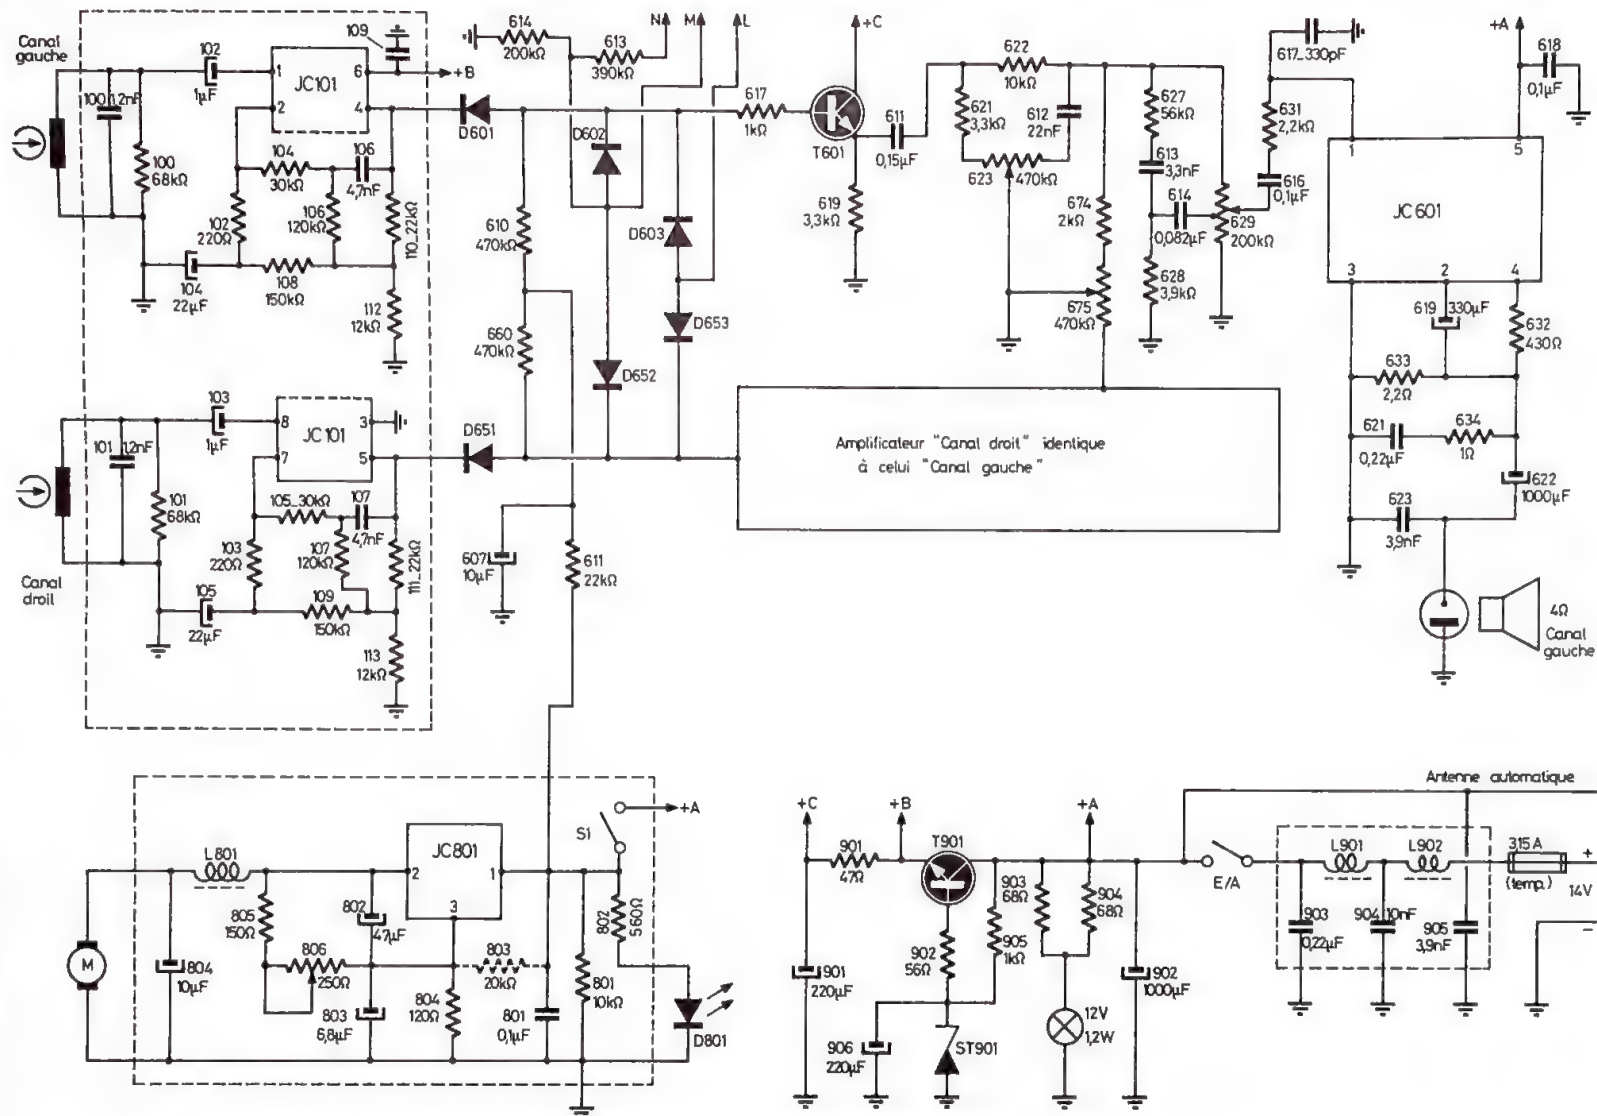 Canal
gauche
100 1,2nF
100
68kΩ
102
1µF
1
2
JC101
6
4
109
+B
104
30kΩ
106
4,7nF
102
220Ω
106
120kΩ
110_22kΩ
104
22µF
108
150kΩ
112
12kΩ
Canal
droit
101 1,2nF
101
68kΩ
103
1µF
8
7
JC101
3
5
105_30kΩ
107
4,7nF
103
220Ω
107
120kΩ
111_22kΩ
105
22µF
109
150kΩ
113
12kΩ
614
200kΩ
613
390kΩ
N
M
L
D601
D602
D603
D651
D652
D653
610
470kΩ
660
470kΩ
607
10µF
611
22kΩ
617
1kΩ
+C
T601
611
0,15µF
619
3,3kΩ
622
10kΩ
621
3,3kΩ
612
22nF
623
470kΩ
674
2kΩ
675
470kΩ
627
56kΩ
613
3,3nF
614
0,082µF
628
3,9kΩ
629
200kΩ
617_330pF
631
2,2kΩ
616
0,1µF
+A
618
0,1µF
1
5
JC601
3
2
4
619
330µF
632
430Ω
633
2,2Ω
621
0,22µF
634
1Ω
622
1000µF
623
3,9nF
4Ω
Canal
gauche
Amplificateur "Canal droit" identique
à celui "Canal gauche"
M
804
10µF
L801
805
150Ω
806
250Ω
802
47µF
803
6,8µF
JC801
2
1
3
804
120Ω
803
20kΩ
801
0,1µF
801
10kΩ
S1
+A
802
560Ω
D801
+C
901
47Ω
+B
T901
+A
901
220µF
902
56Ω
905
1kΩ
903
68Ω
904
68Ω
906
220µF
ST901
12V
1,2W
902
1000µF
E/A
Antenne automatique
L901
L902
903
0,22µF
904
10nF
905
3,9nF
3,15A
(temp.)
+
14V
-